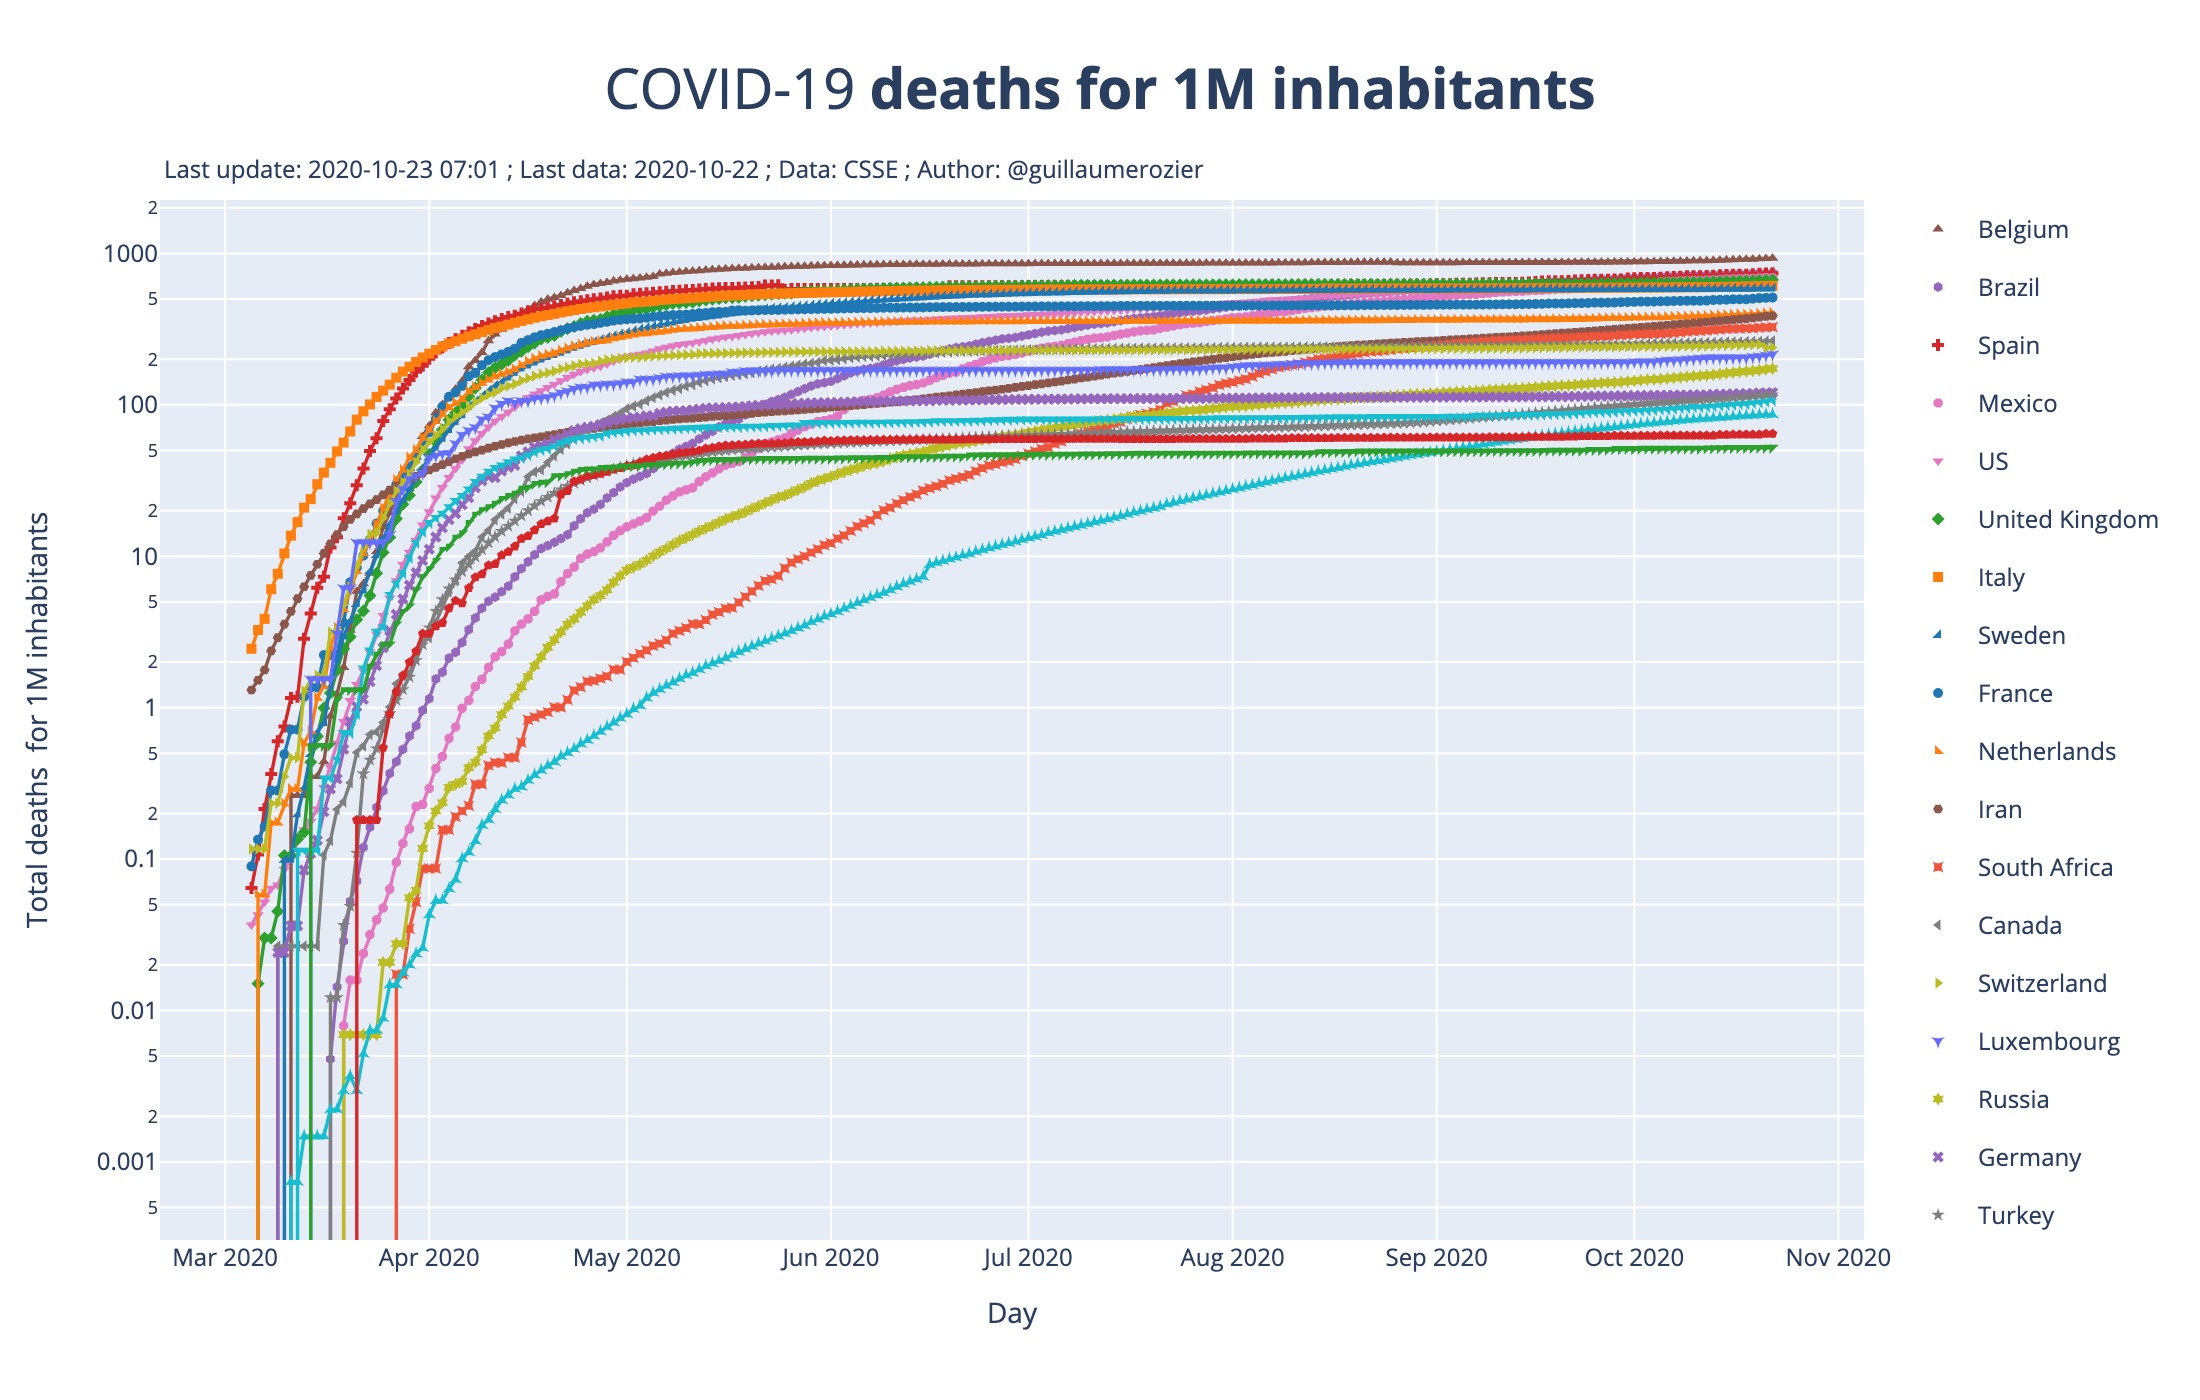 COVID-19 deaths for 1M inhabitants
Last update: 2020-10-23 07:01 ; Last data: 2020-10-22 ; Data: CSSE ; Author: @guillaumerozier
2
1000
5
2
100
5
2
10
5
2
1
5
2
0.1
5
2
0.01
5
2
0.001
5
Total deaths for 1M inhabitants
Mar 2020
Apr 2020
May 2020
Jun 2020
Jul 2020
Aug 2020
Sep 2020
Oct 2020
Nov 2020
Day
Belgium
Brazil
Spain
Mexico
US
United Kingdom
Italy
Sweden
France
Netherlands
Iran
South Africa
Canada
Switzerland
Luxembourg
Russia
Germany
Turkey